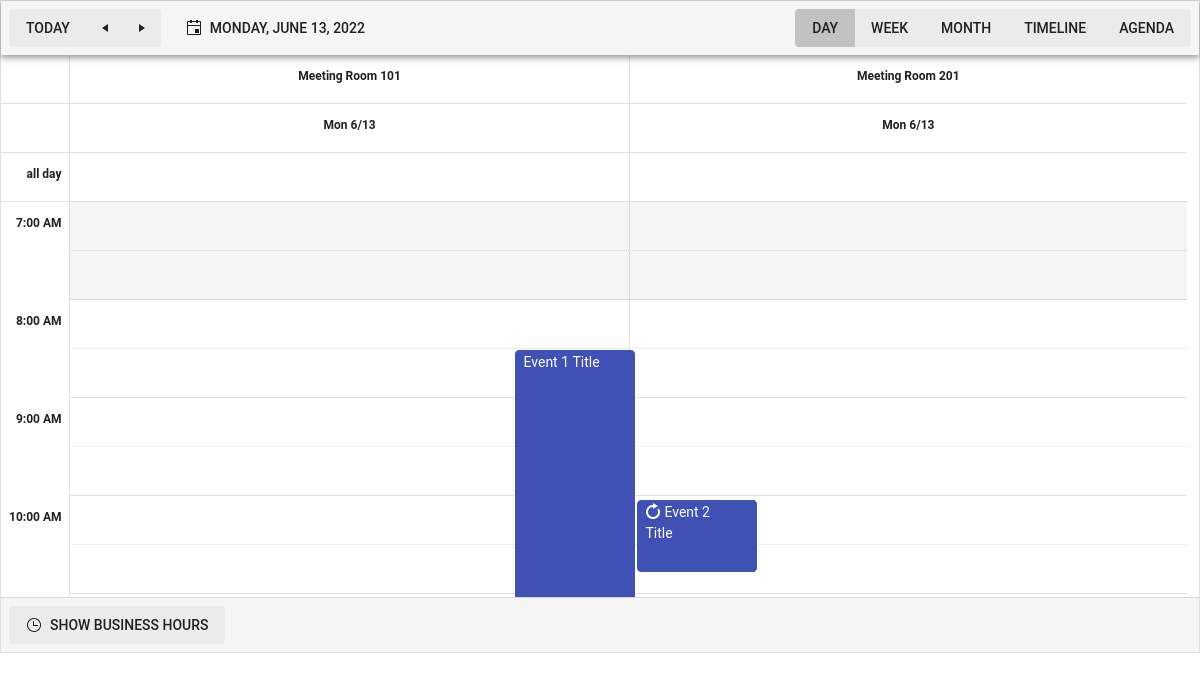 TODAY
MONDAY, JUNE 13, 2022
DAY
WEEK
MONTH
TIMELINE
AGENDA
Meeting Room 101
Meeting Room 201
Mon 6/13
Mon 6/13
all day
7:00 AM
8:00 AM
Event 1 Title
9:00 AM
10:00 AM
Event 2
Title
SHOW BUSINESS HOURS